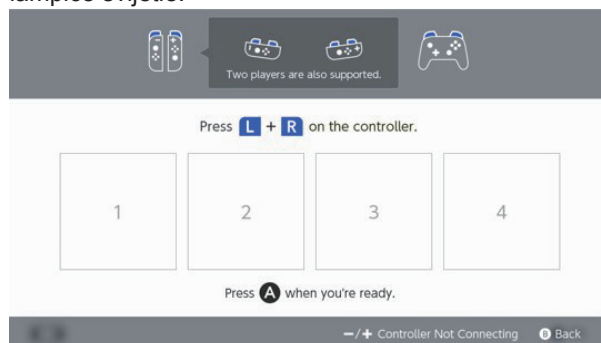 Two players are also supported.
Press L + R on the controller.
1 2 3 4
Press A when you're ready.
−/+ Controller Not Connecting B Back